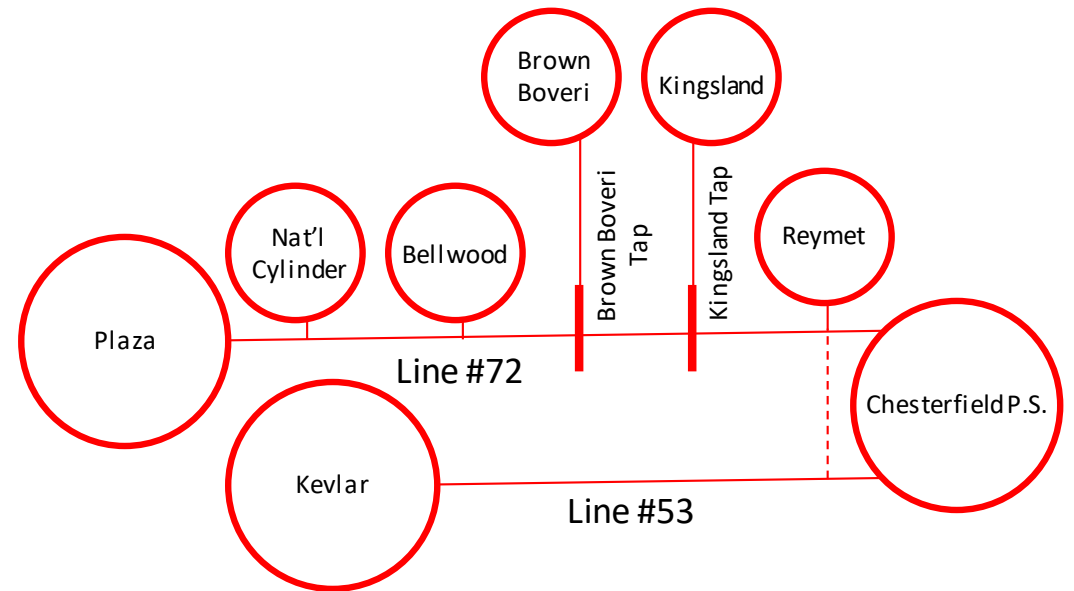 Brown
Boveri
Kingsland
Brown Boveri
Tap
Kingsland Tap
Nat'l
Cylinder
Bellwood
Reymet
Plaza
Line #72
Chesterfield P.S.
Kevlar
Line #53